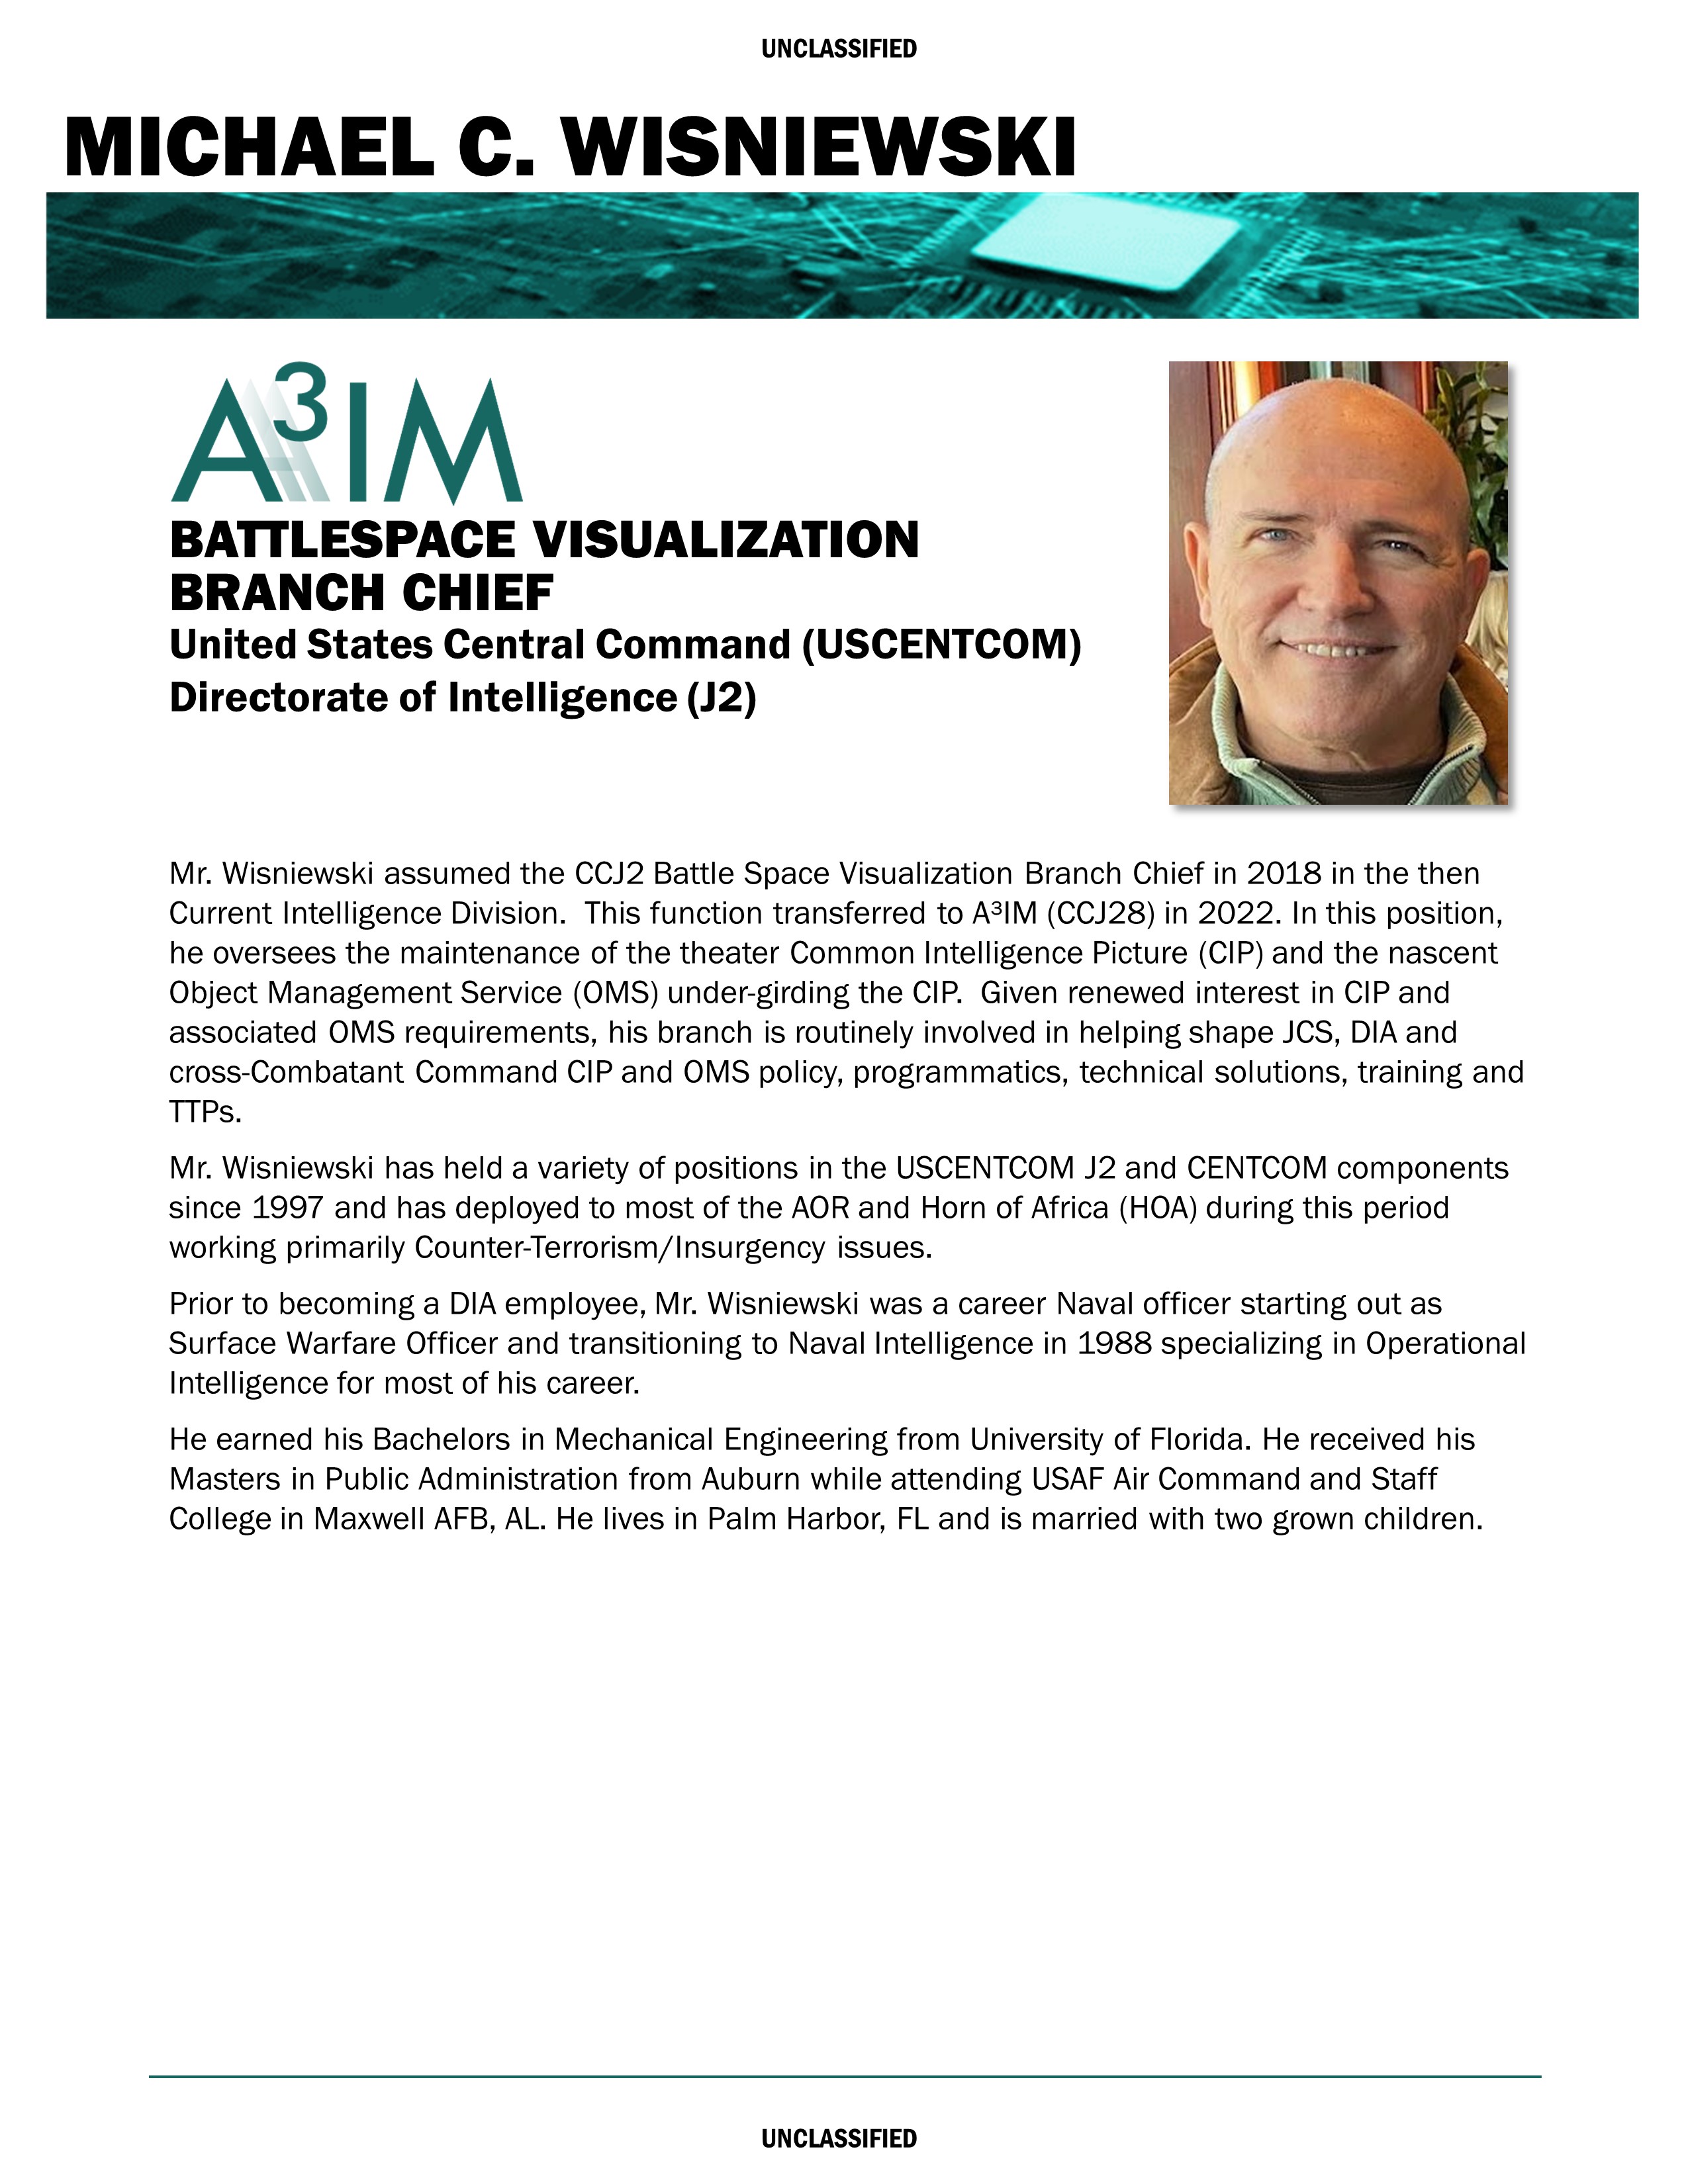 UNCLASSIFIED
MICHAEL C. WISNIEWSKI
A³IM
BATTLESPACE VISUALIZATION
BRANCH CHIEF
United States Central Command (USCENTCOM)
Directorate of Intelligence (J2)
Mr. Wisniewski assumed the CCJ2 Battle Space Visualization Branch Chief in 2018 in the then
Current Intelligence Division.  This function transferred to A³IM (CCJ28) in 2022. In this position,
he oversees the maintenance of the theater Common Intelligence Picture (CIP) and the nascent
Object Management Service (OMS) under-girding the CIP.  Given renewed interest in CIP and
associated OMS requirements, his branch is routinely involved in helping shape JCS, DIA and
cross-Combatant Command CIP and OMS policy, programmatics, technical solutions, training and
TTPs.
Mr. Wisniewski has held a variety of positions in the USCENTCOM J2 and CENTCOM components
since 1997 and has deployed to most of the AOR and Horn of Africa (HOA) during this period
working primarily Counter-Terrorism/Insurgency issues.
Prior to becoming a DIA employee, Mr. Wisniewski was a career Naval officer starting out as
Surface Warfare Officer and transitioning to Naval Intelligence in 1988 specializing in Operational
Intelligence for most of his career.
He earned his Bachelors in Mechanical Engineering from University of Florida. He received his
Masters in Public Administration from Auburn while attending USAF Air Command and Staff
College in Maxwell AFB, AL. He lives in Palm Harbor, FL and is married with two grown children.
UNCLASSIFIED